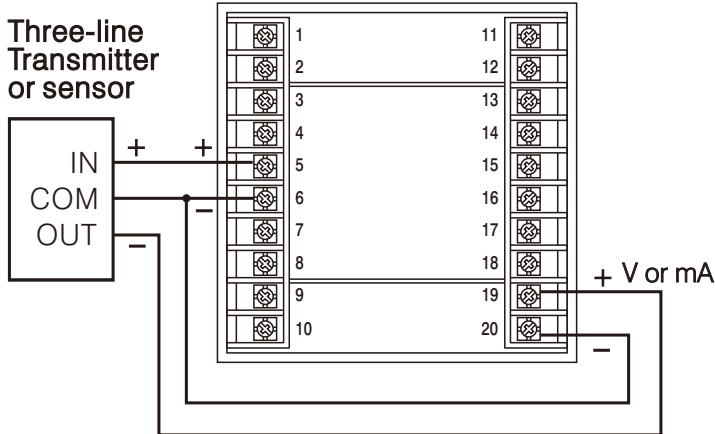 Three-line
Transmitter
or sensor
IN
COM
OUT
+ +
−
−
1 11
2 12
3 13
4 14
5 15
6 16
7 17
8 18
9 19
10 20
+ V or mA
−